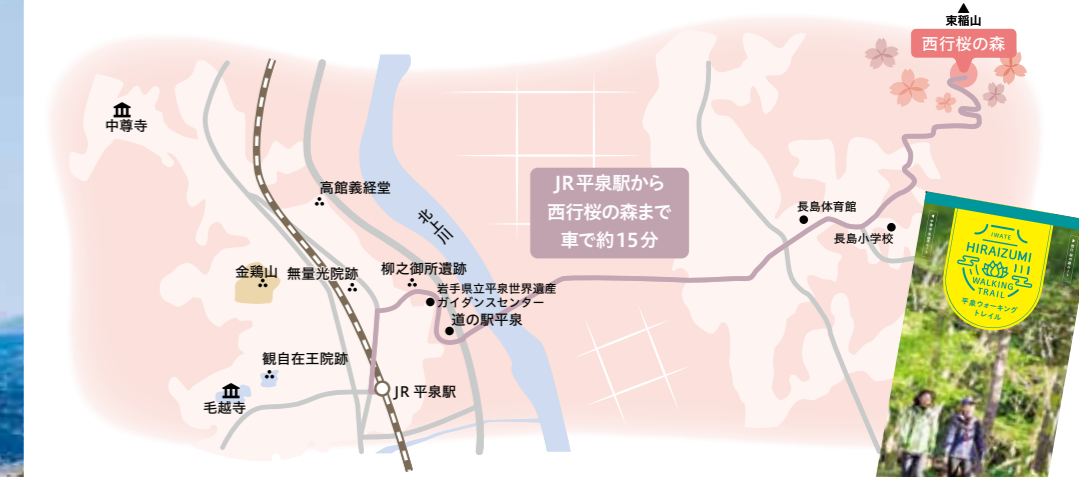 束稲山
西行桜の森
中尊寺
高館義経堂
北上川
JR平泉駅から
西行桜の森まで
車で約15分
長島体育館
長島小学校
金鶏山
無量光院跡
柳之御所遺跡
岩手県立平泉世界遺産
ガイダンスセンター
道の駅平泉
観自在王院跡
毛越寺
JR 平泉駅
IWATE
HIRAIZUMI
WALKING
TRAIL
平泉ウォーキング
トレイル